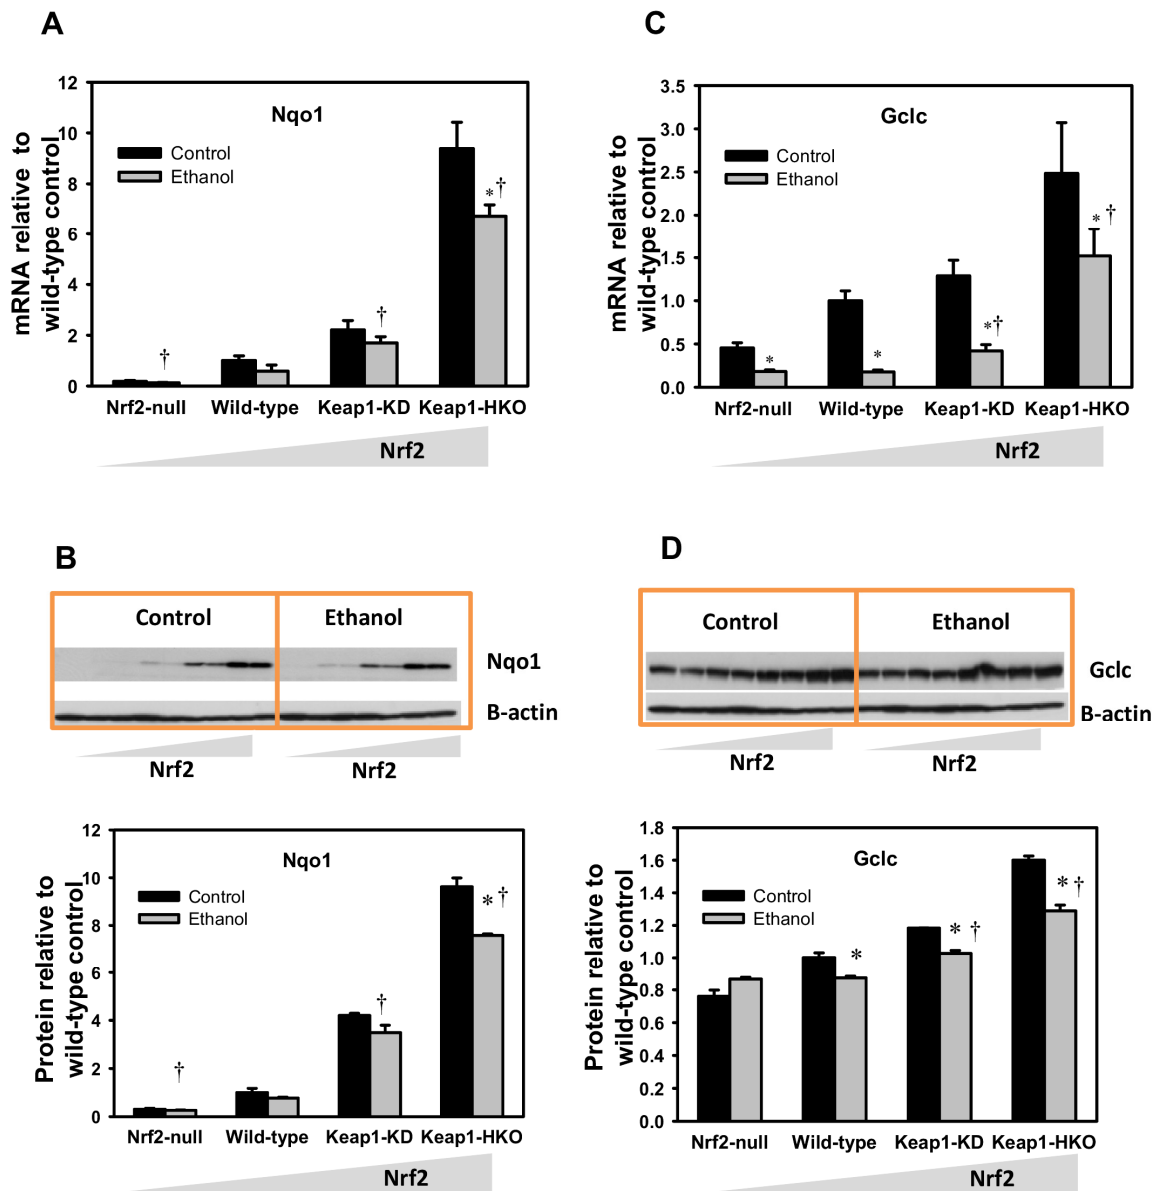 A
Nqo1
Control
Ethanol
mRNA relative to
wild-type control
12
10
8
6
4
2
0
†
†
*†
Nrf2-null Wild-type Keap1-KD Keap1-HKO
Nrf2
C
Gclc
Control
Ethanol
mRNA relative to
wild-type control
3.5
3.0
2.5
2.0
1.5
1.0
0.5
0.0
*
*
*†
*†
Nrf2-null Wild-type Keap1-KD Keap1-HKO
Nrf2
B
Control Ethanol
Nqo1
B-actin
Nrf2 Nrf2
Nqo1
Control
Ethanol
Protein relative to
wild-type control
12
10
8
6
4
2
0
†
†
*†
Nrf2-null Wild-type Keap1-KD Keap1-HKO
Nrf2
D
Control Ethanol
Gclc
B-actin
Nrf2 Nrf2
Gclc
Control
Ethanol
Protein relative to
wild-type control
1.8
1.6
1.4
1.2
1.0
0.8
0.6
0.4
0.2
0.0
*
*†
*†
Nrf2-null Wild-type Keap1-KD Keap1-HKO
Nrf2